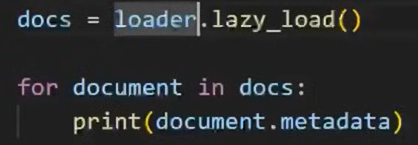 docs = loader.lazy_load()
for document in docs:
    print(document.metadata)